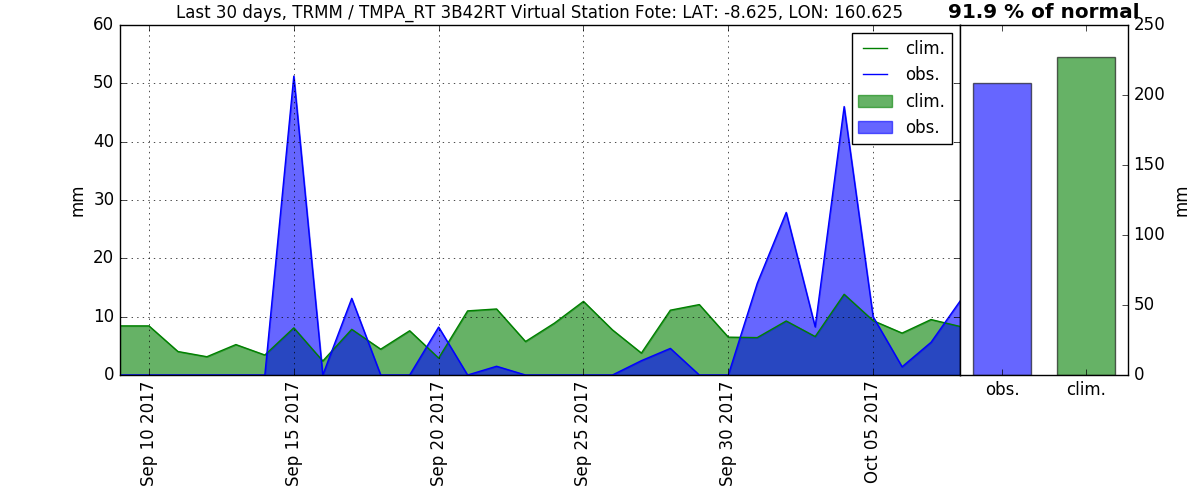 Last 30 days, TRMM / TMPA_RT 3B42RT Virtual Station Fote: LAT: -8.625, LON: 160.625
91.9 % of normal
60
50
40
30
20
10
0
mm
Sep 10 2017
Sep 15 2017
Sep 20 2017
Sep 25 2017
Sep 30 2017
Oct 05 2017
clim.
obs.
clim.
obs.
250
200
150
100
50
0
mm
obs.
clim.